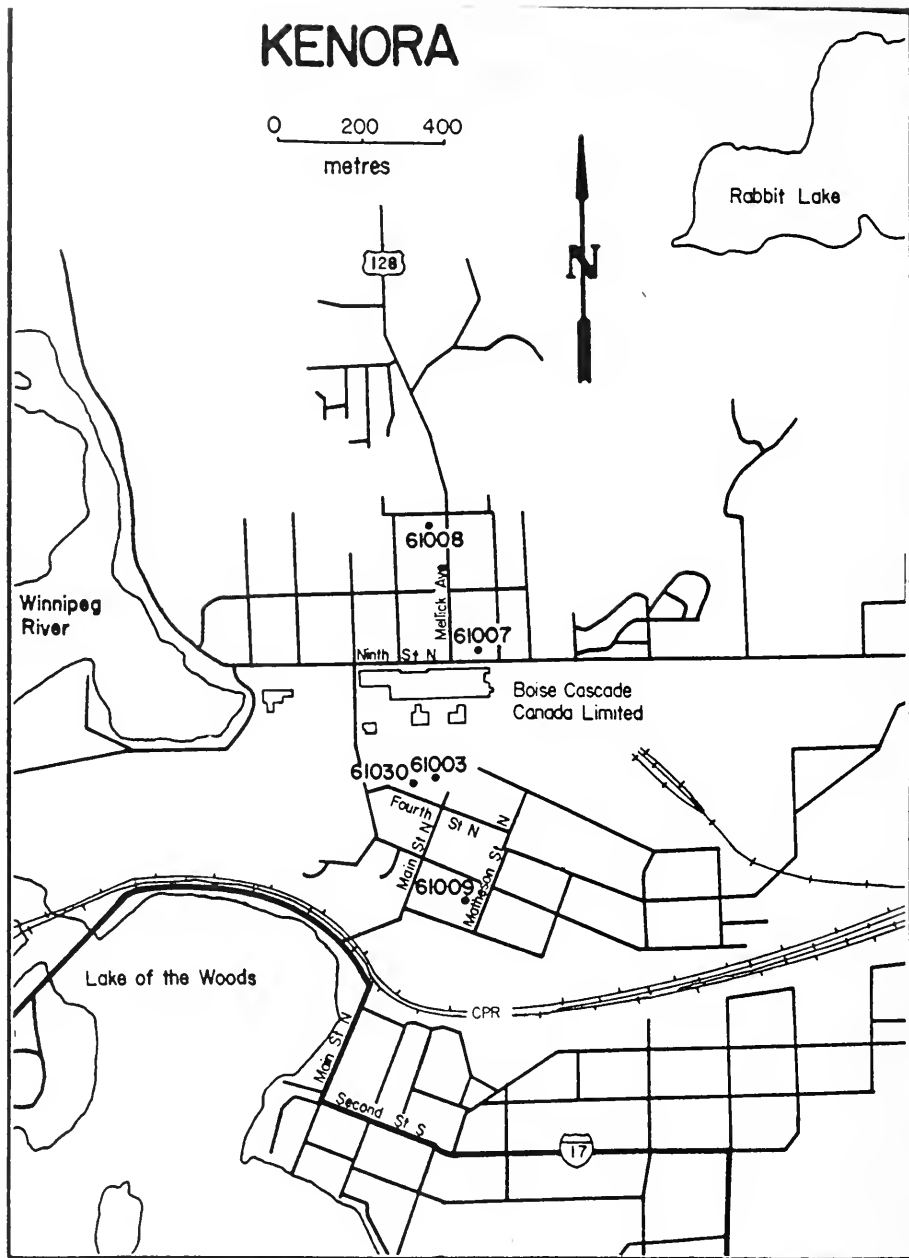 KENORA
0 200 400
metres
Rabbit Lake
N
128
61008
Mellick Ave
Winnipeg
River
61007
Ninth St N
Boise Cascade
Canada Limited
61030 61003
Fourth St N
Main St N
Matheson St N
61009
Lake of the Woods
CPR
Main St N
Second St S
17